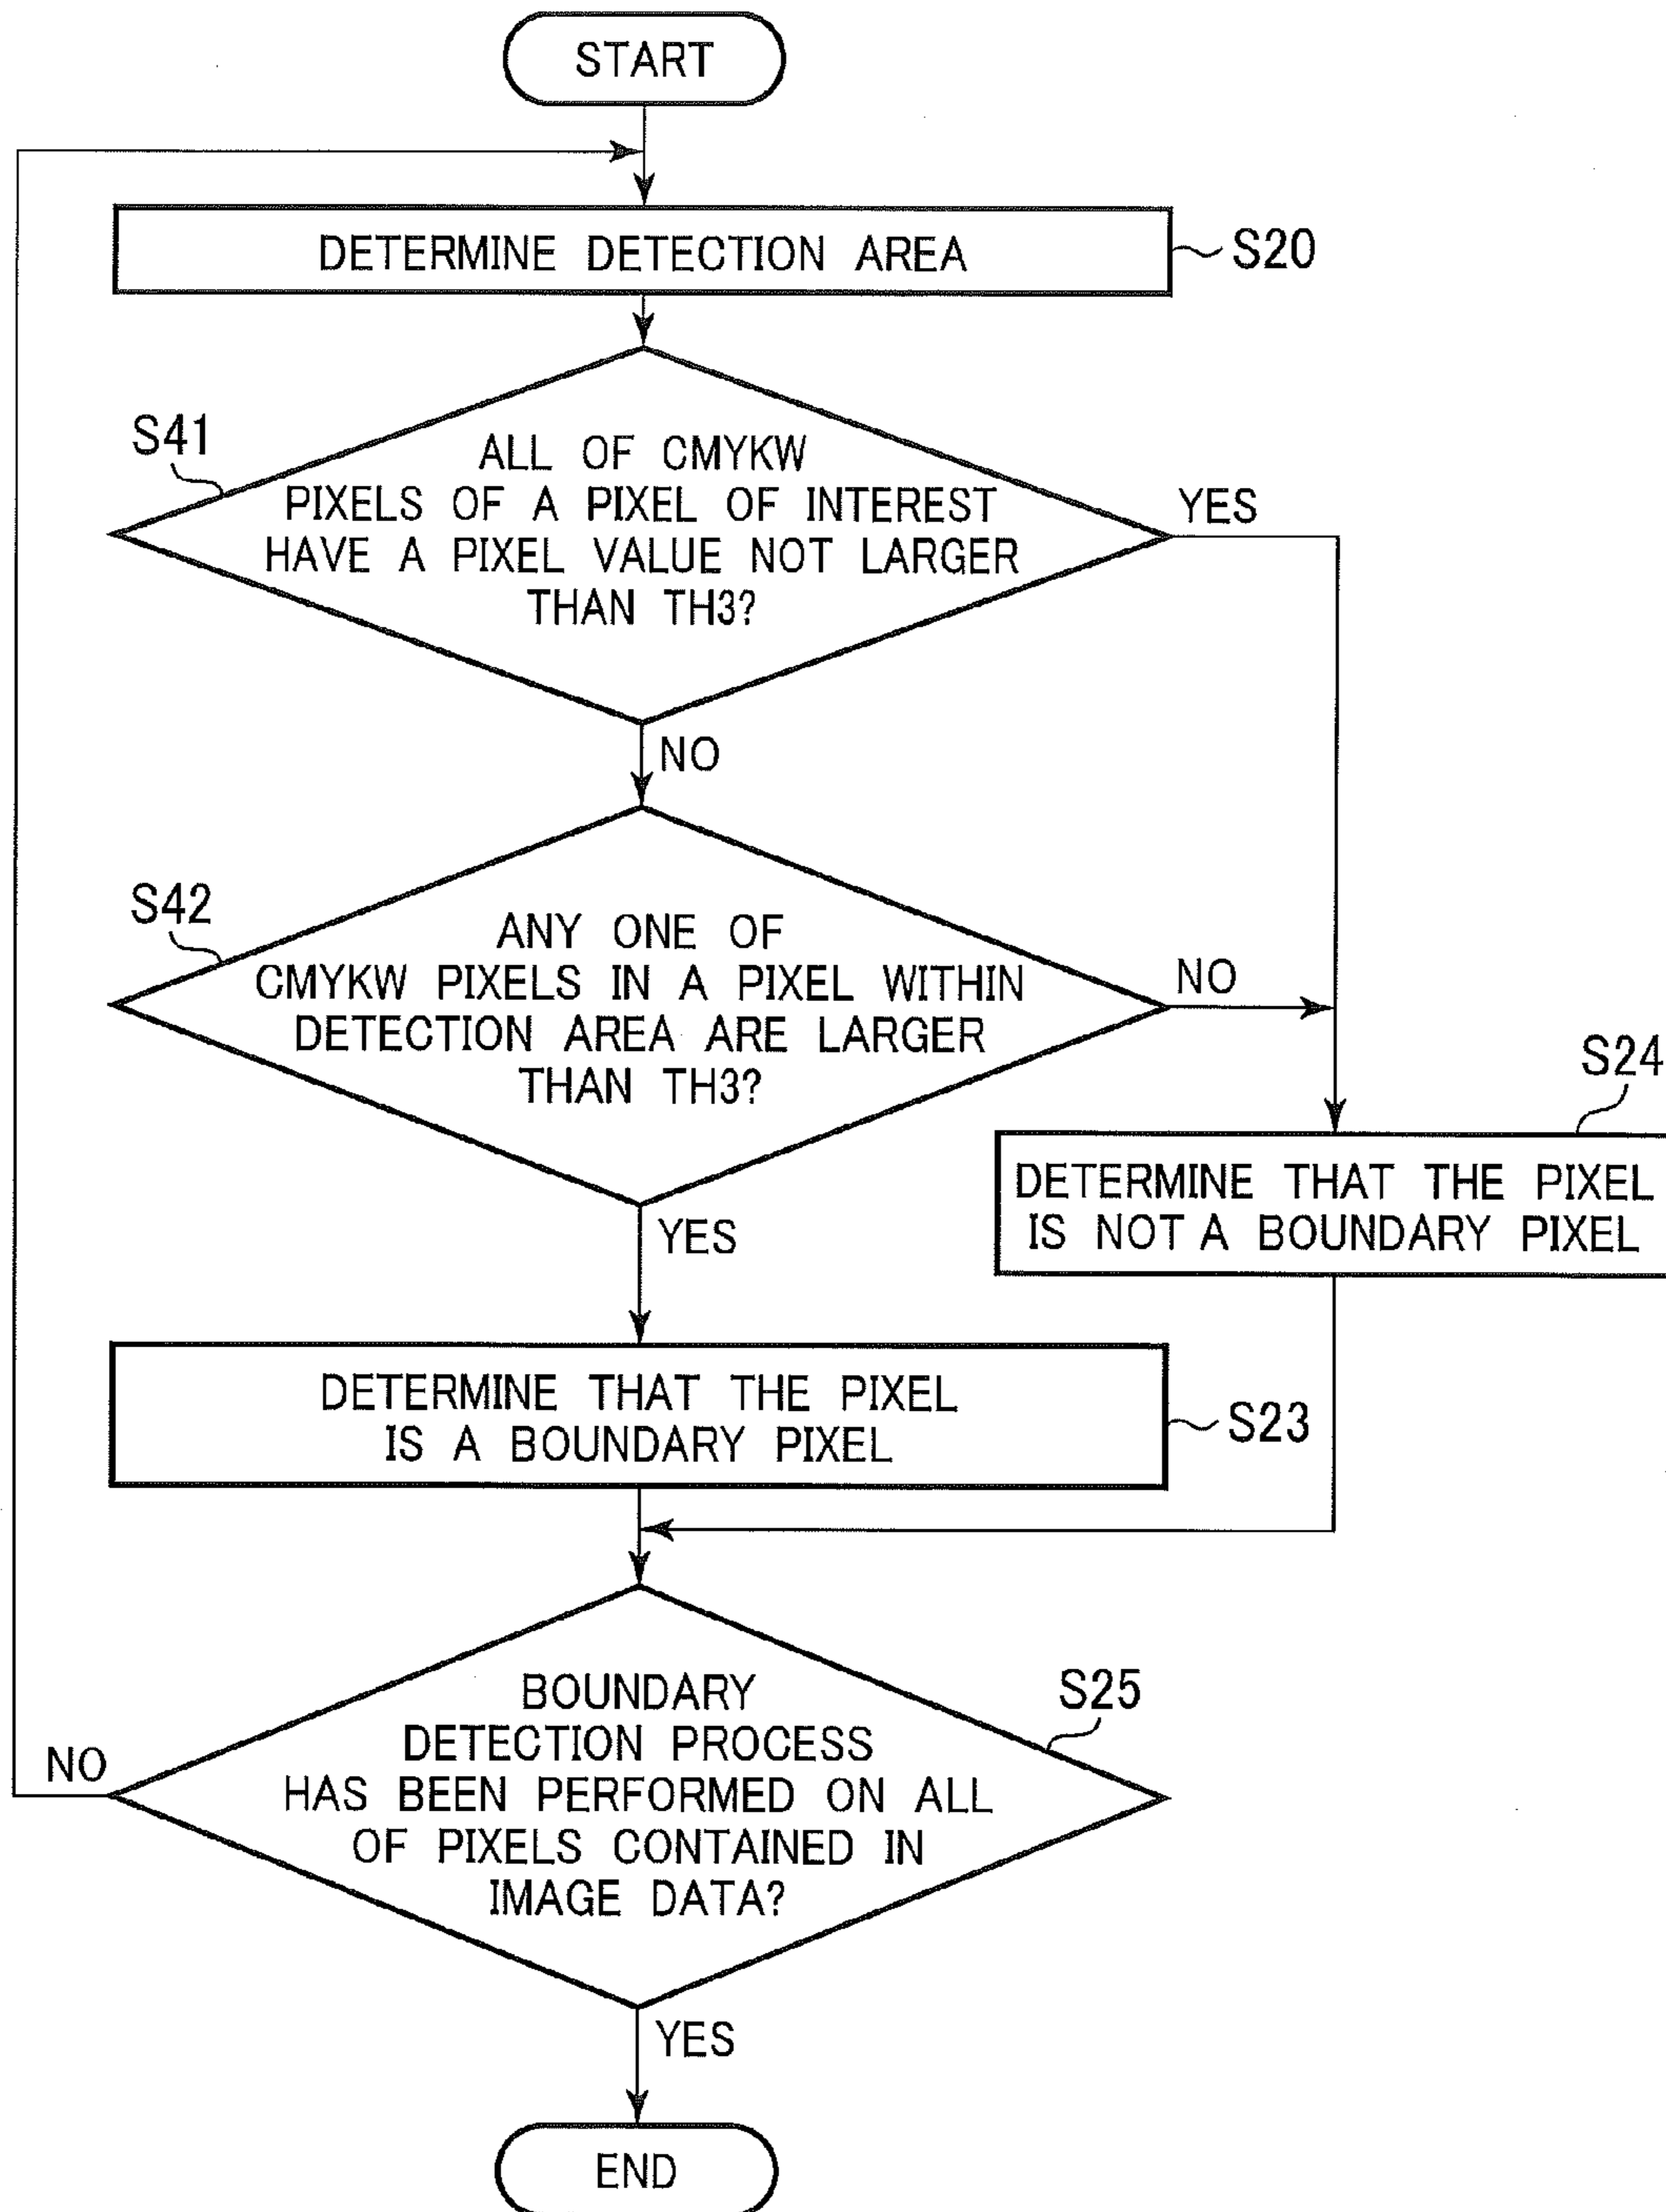 START
DETERMINE DETECTION AREA
S20
S41
ALL OF CMYKW
PIXELS OF A PIXEL OF INTEREST
HAVE A PIXEL VALUE NOT LARGER
THAN TH3?
YES
NO
S42
ANY ONE OF
CMYKW PIXELS IN A PIXEL WITHIN
DETECTION AREA ARE LARGER
THAN TH3?
NO
YES
S24
DETERMINE THAT THE PIXEL
IS NOT A BOUNDARY PIXEL
DETERMINE THAT THE PIXEL
IS A BOUNDARY PIXEL
S23
BOUNDARY
DETECTION PROCESS
HAS BEEN PERFORMED ON ALL
OF PIXELS CONTAINED IN
IMAGE DATA?
S25
NO
YES
END